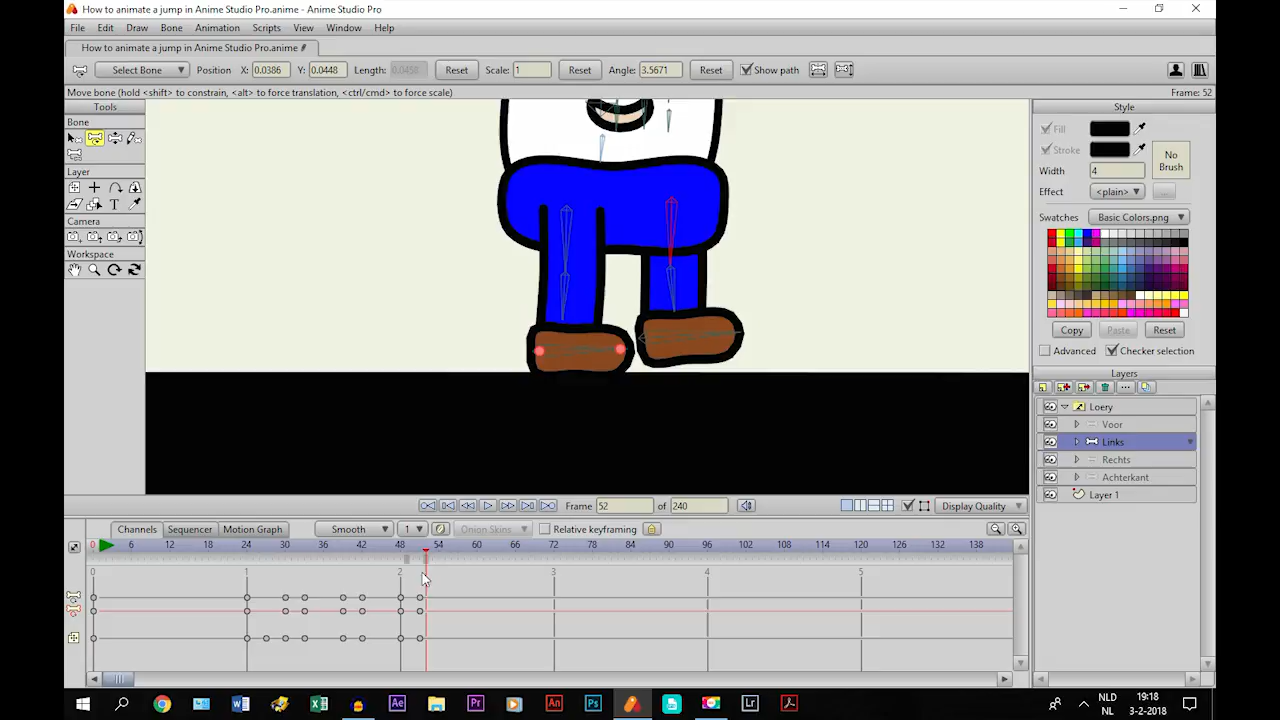 How to animate a jump in Anime Studio Pro.anime - Anime Studio Pro
File Edit Draw Bone Animation Scripts View Window Help
How to animate a jump in Anime Studio Pro.anime
Select Bone Position X: 0.0386 Y: 0.0448 Length: 0.0458 Reset Scale: 1 Reset Angle: 3.5671 Reset Show path
Move bone (hold <shift> to constrain, <alt> to force translation, <ctrl/cmd> to force scale) Frame: 52
Tools
Bone
Layer
Camera
Workspace
Style
Fill
Stroke
No Brush
Width 4
Effect <plain> ...
Swatches Basic Colors.png
Copy Paste Reset
Advanced Checker selection
Layers
Loery
Voor
Links
Rechts
Achterkant
Layer 1
Frame 52 of 240 Display Quality
Channels Sequencer Motion Graph Smooth 1 Onion Skins Relative keyframing
0 6 12 18 24 30 36 42 48 54 60 66 72 78 84 90 96 102 108 114 120 126 132 138
0 1 2 3 4 5
Ae Pr An Ps Lr
NLD 19:18
NL 3-2-2018